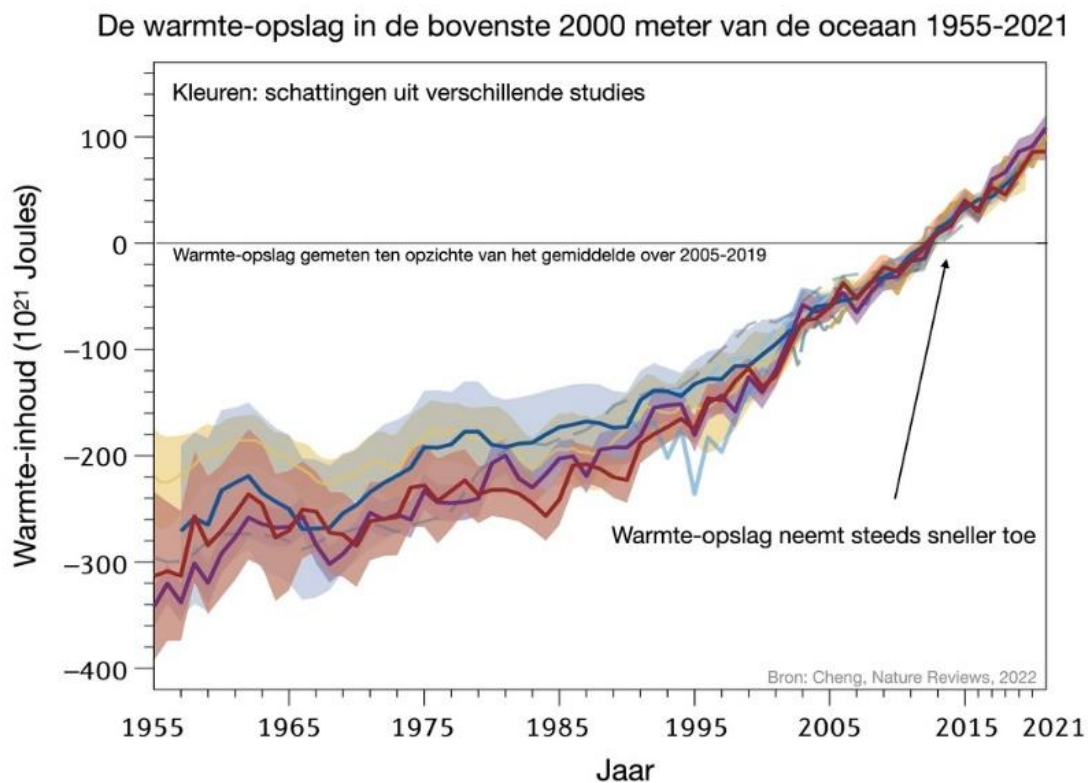 De warmte-opslag in de bovenste 2000 meter van de oceaan 1955-2021
Kleuren: schattingen uit verschillende studies
100
0
Warmte-opslag gemeten ten opzichte van het gemiddelde over 2005-2019
−100
−200
−300
−400
Warmte-inhoud (10²¹ Joules)
Warmte-opslag neemt steeds sneller toe
Bron: Cheng, Nature Reviews, 2022
1955 1965 1975 1985 1995 2005 2015 2021
Jaar